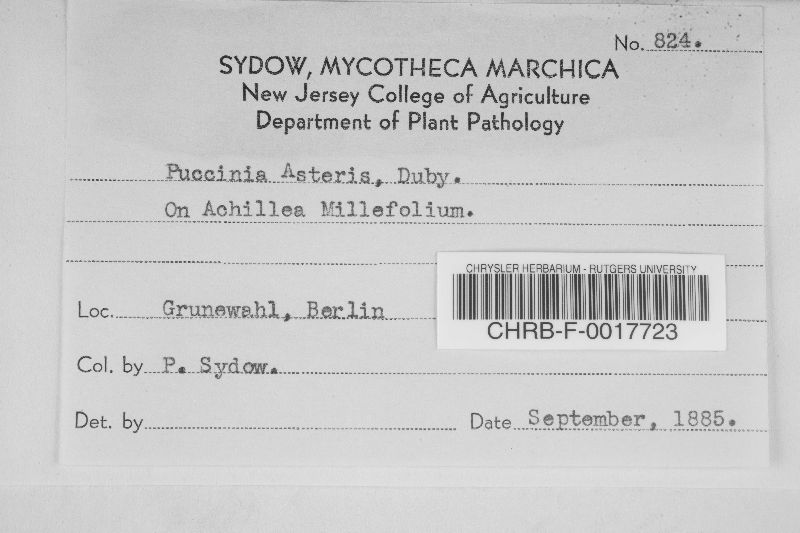 No. 824.
SYDOW, MYCOTHECA MARCHICA
New Jersey College of Agriculture
Department of Plant Pathology
Puccinia Asteris, Duby.
On Achillea Millefolium.
CHRYSLER HERBARIUM - RUTGERS UNIVERSITY
CHRB-F-0017723
Loc. Grunewahl, Berlin
Col. by P. Sydow.
Det. by
Date September, 1885.